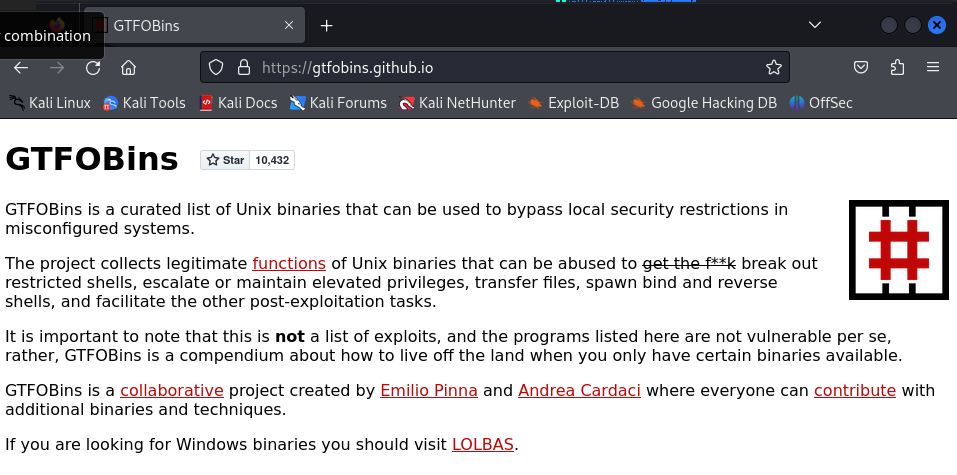 GTFOBins
combination
https://gtfobins.github.io
Kali Linux Kali Tools Kali Docs Kali Forums Kali NetHunter Exploit-DB Google Hacking DB OffSec
GTFOBins Star 10,432
GTFOBins is a curated list of Unix binaries that can be used to bypass local security restrictions in
misconfigured systems.
The project collects legitimate functions of Unix binaries that can be abused to get the f**k break out
restricted shells, escalate or maintain elevated privileges, transfer files, spawn bind and reverse
shells, and facilitate the other post-exploitation tasks.
It is important to note that this is not a list of exploits, and the programs listed here are not vulnerable per se,
rather, GTFOBins is a compendium about how to live off the land when you only have certain binaries available.
GTFOBins is a collaborative project created by Emilio Pinna and Andrea Cardaci where everyone can contribute with
additional binaries and techniques.
If you are looking for Windows binaries you should visit LOLBAS.